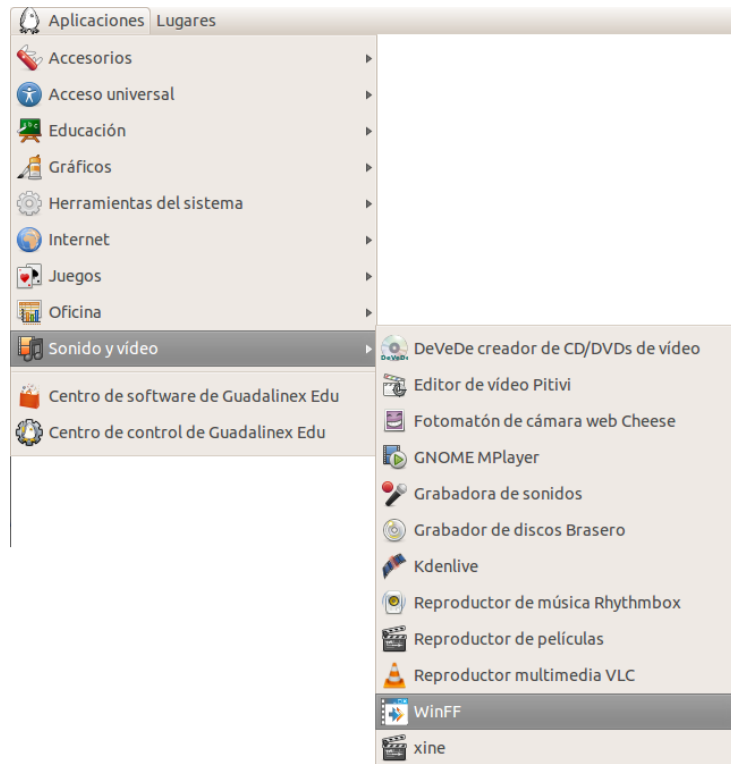 Aplicaciones Lugares
Accesorios
Acceso universal
Educación
Gráficos
Herramientas del sistema
Internet
Juegos
Oficina
Sonido y vídeo
Centro de software de Guadalinex Edu
Centro de control de Guadalinex Edu
DeVeDe creador de CD/DVDs de vídeo
Editor de vídeo Pitivi
Fotomatón de cámara web Cheese
GNOME MPlayer
Grabadora de sonidos
Grabador de discos Brasero
Kdenlive
Reproductor de música Rhythmbox
Reproductor de películas
Reproductor multimedia VLC
WinFF
xine